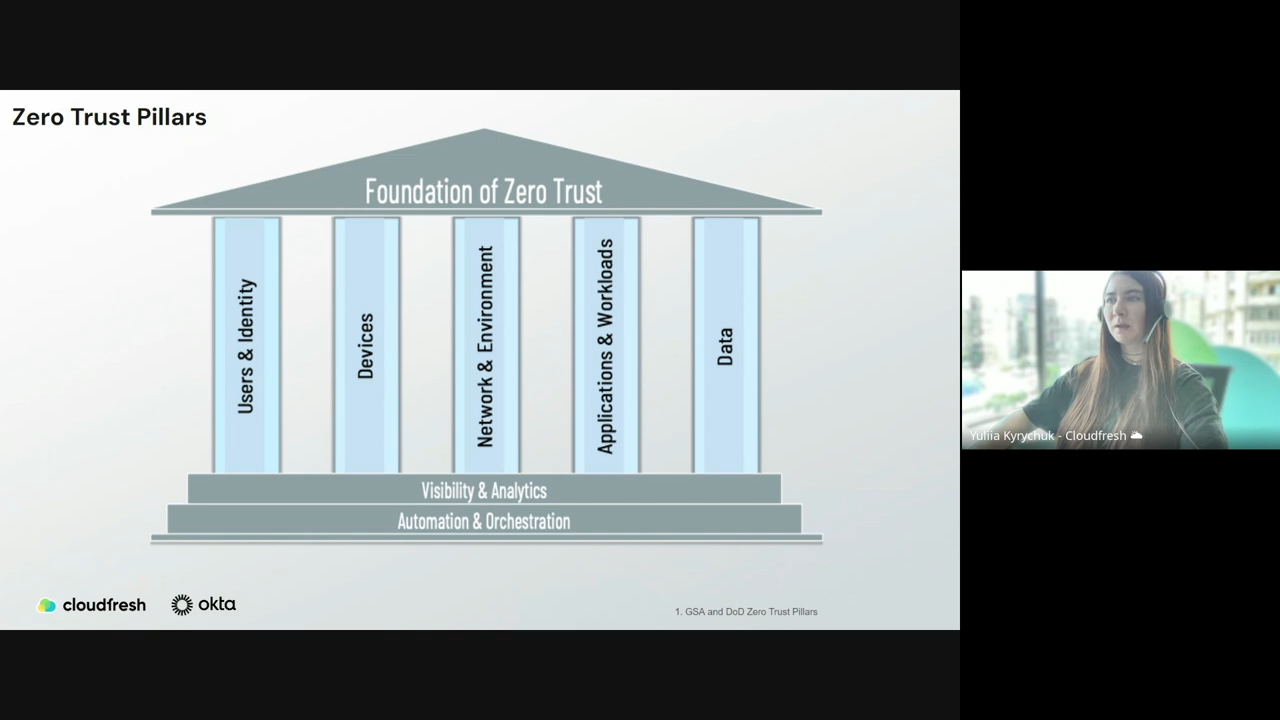 Zero Trust Pillars
Foundation of Zero Trust
Users & Identity
Devices
Network & Environment
Applications & Workloads
Data
Visibility & Analytics
Automation & Orchestration
cloudfresh
okta
1. GSA and DoD Zero Trust Pillars
Yuliia Kyrychuk - Cloudfresh 🌥